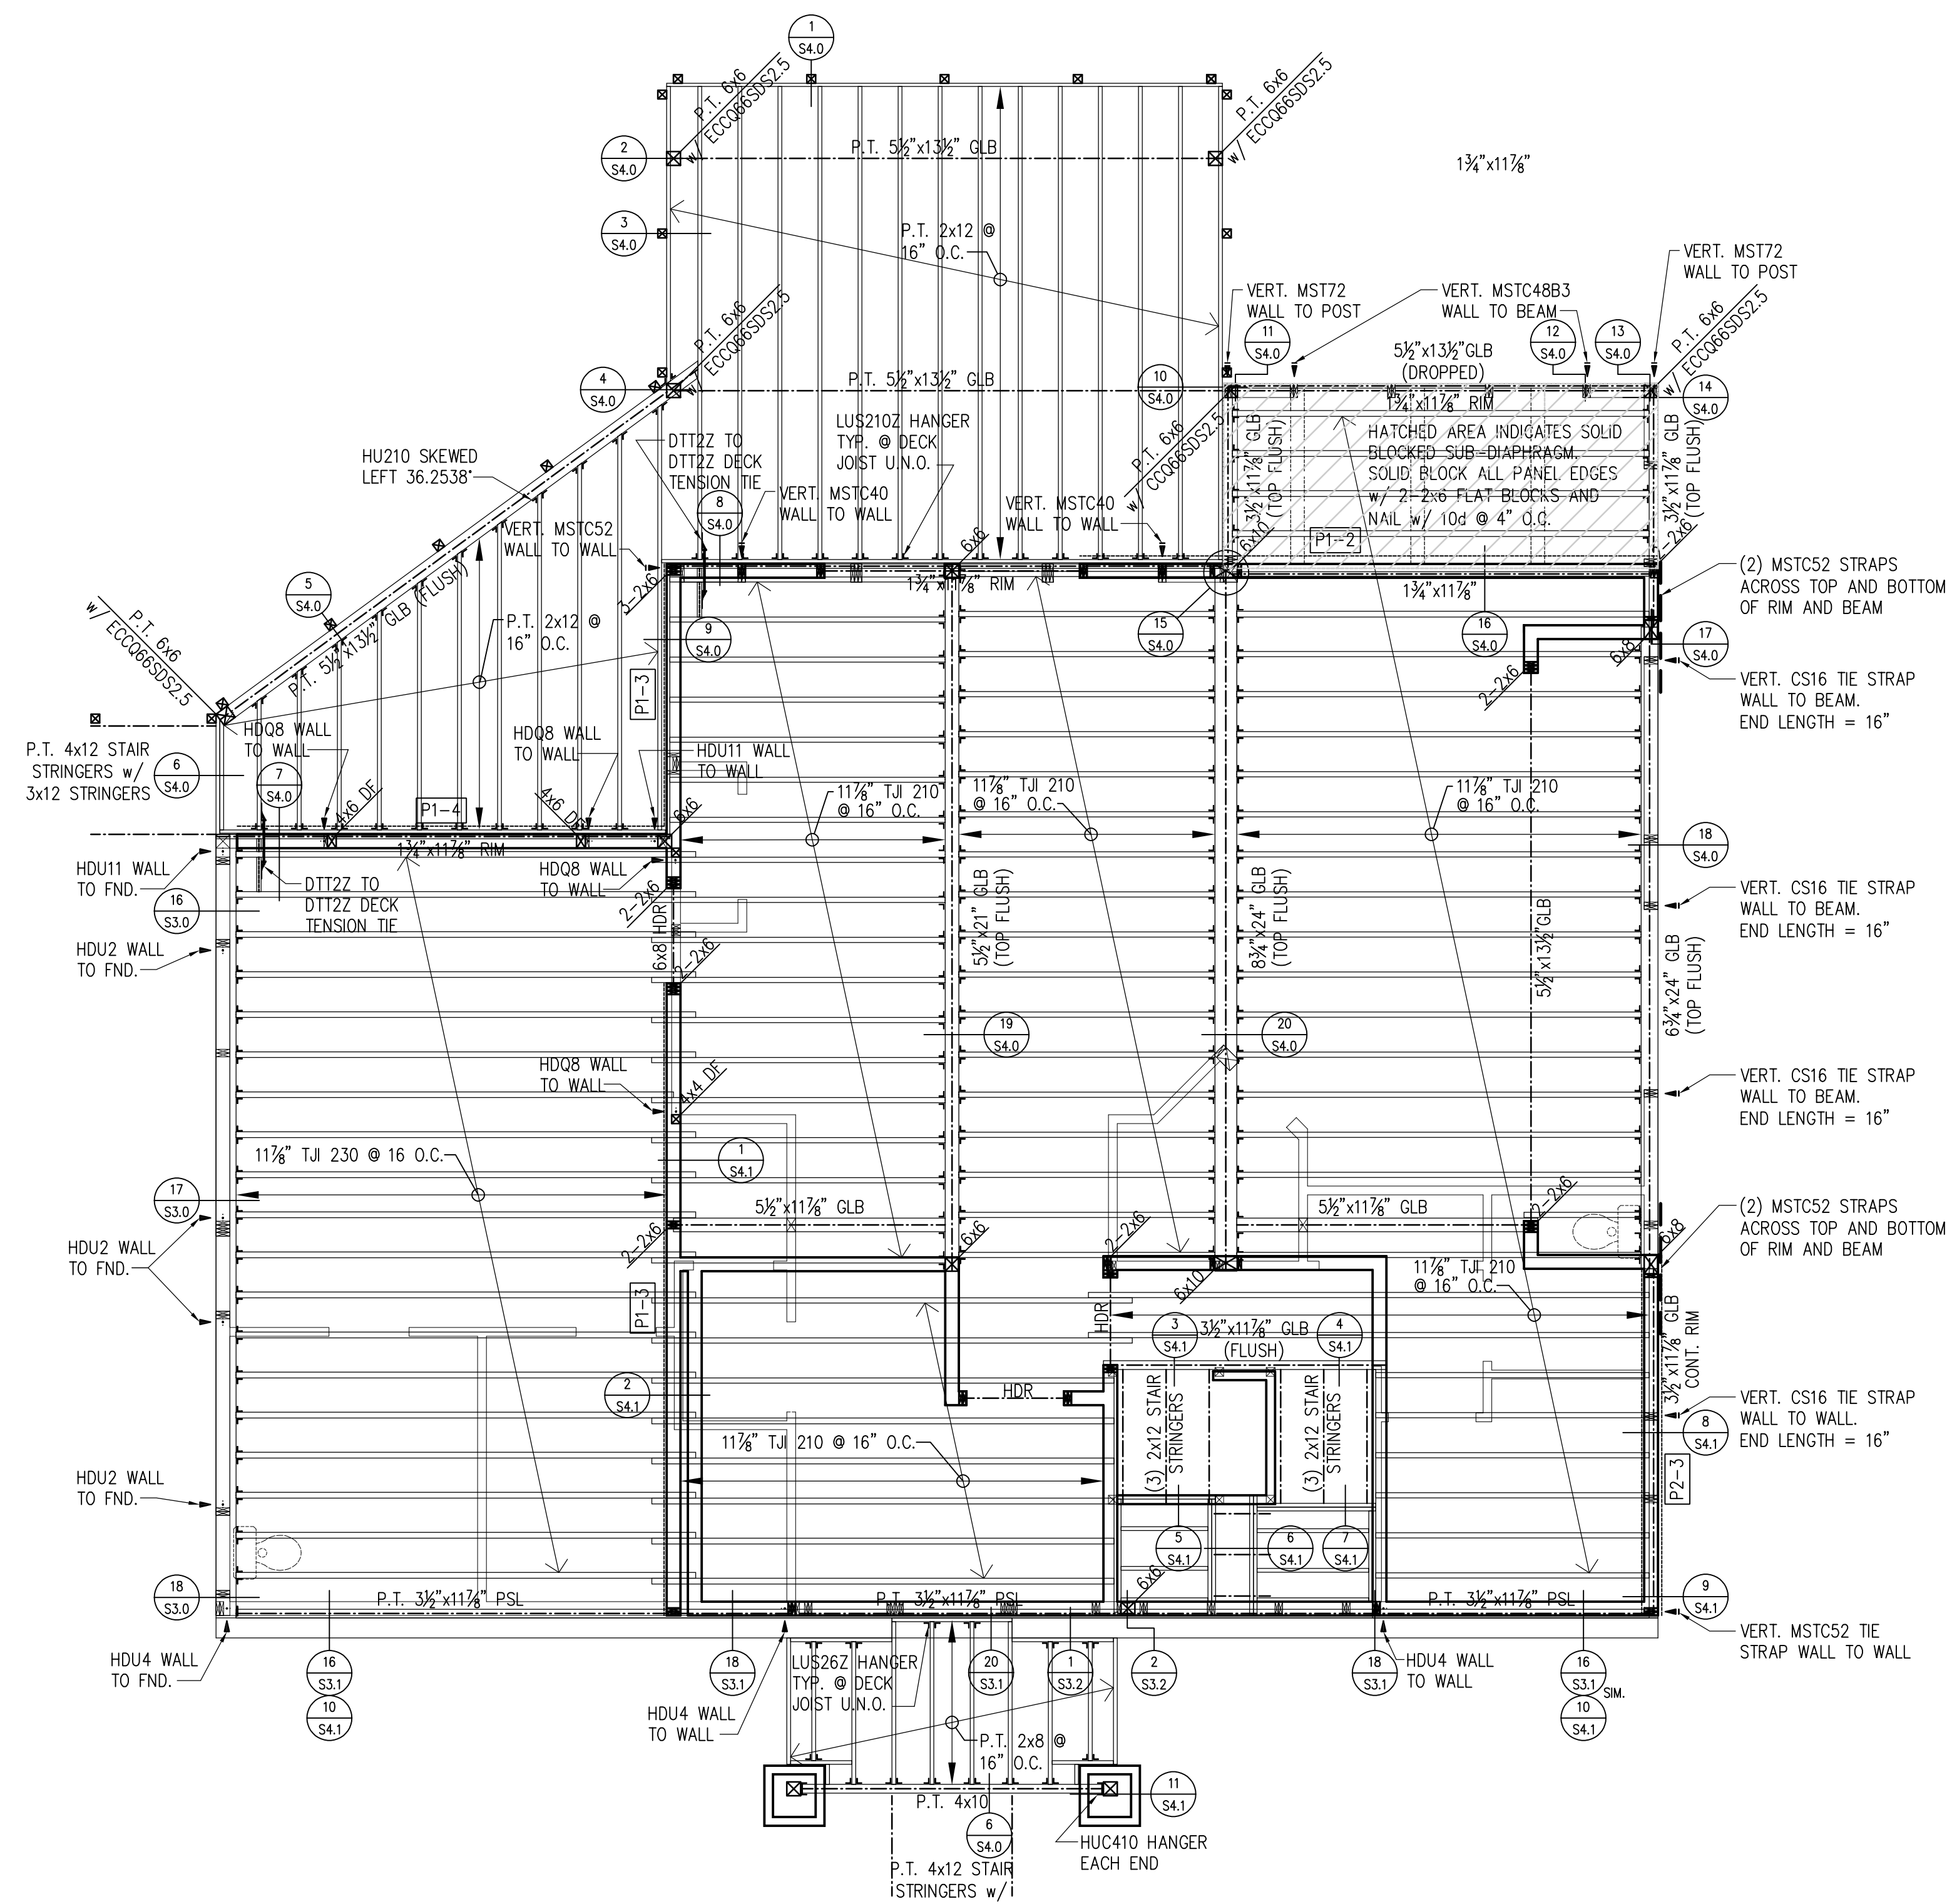 1
S4.0
P.T. 6x6
w/ ECCQ66SDS2.5
P.T. 6x6
w/ ECCQ66SDS2.5
2
S4.0
P.T. 5½"x13½" GLB
1¾"x11⅞"
3
S4.0
P.T. 2x12 @
16" O.C.
VERT. MST72
WALL TO POST
VERT. MST72
WALL TO POST
VERT. MSTC48B3
WALL TO BEAM
P.T. 6x6
w/ ECCQ66SDS2.5
P.T. 6x6
w/ ECCQ66SDS2.5
11
S4.0
12
S4.0
13
S4.0
5½"x13½"GLB
(DROPPED)
4
S4.0
P.T. 5½"x13½" GLB
10
S4.0
14
S4.0
1¾"x11⅞" RIM
HU210 SKEWED
LEFT 36.2538°
DTT2Z TO
DTT2Z DECK
TENSION TIE
LUS210Z HANGER
TYP. @ DECK
JOIST U.N.O.
P.T. 6x6
w/ CCQ66SDS2.5
3½"x11⅞" GLB
(TOP FLUSH)
HATCHED AREA INDICATES SOLID
BLOCKED SUB-DIAPHRAGM.
SOLID BLOCK ALL PANEL EDGES
w/ 2-2x6 FLAT BLOCKS AND
NAIL w/ 10d @ 4" O.C.
3½"x11⅞" GLB
(TOP FLUSH)
8
S4.0
VERT. MSTC40
WALL TO WALL
VERT. MSTC40
WALL TO WALL
VERT. MSTC52
WALL TO WALL
6x6
6x10
P1-2
2-2x6
5
S4.0
P.T. 5½"x13½" GLB (FLUSH)
3-2x6
1¾"x11⅞" RIM
1¾"x11⅞"
(2) MSTC52 STRAPS
ACROSS TOP AND BOTTOM
OF RIM AND BEAM
P.T. 6x6
w/ ECCQ66SDS2.5
P.T. 2x12 @
16" O.C.
9
S4.0
15
S4.0
16
S4.0
17
S4.0
6x8
2-2x6
P1-3
VERT. CS16 TIE STRAP
WALL TO BEAM.
END LENGTH = 16"
HDQ8 WALL
TO WALL
HDQ8 WALL
TO WALL
HDU11 WALL
TO WALL
P.T. 4x12 STAIR
STRINGERS w/
3x12 STRINGERS
6
S4.0
7
S4.0
4x6 DF
P1-4
4x6 DF
6x6
11⅞" TJI 210
@ 16" O.C.
11⅞" TJI 210
@ 16" O.C.
11⅞" TJI 210
@ 16" O.C.
1¾"x11⅞" RIM
18
S4.0
HDU11 WALL
TO FND.
HDQ8 WALL
TO WALL
DTT2Z TO
DTT2Z DECK
TENSION TIE
16
S3.0
2-2x6
VERT. CS16 TIE STRAP
WALL TO BEAM.
END LENGTH = 16"
HDU2 WALL
TO FND.
6x8 HDR
2-2x6
5½"x21" GLB
(TOP FLUSH)
8¾"x24" GLB
(TOP FLUSH)
5½"x13½"GLB
6¾"x24" GLB
(TOP FLUSH)
19
S4.0
20
S4.0
HDQ8 WALL
TO WALL
4x4 DF
VERT. CS16 TIE STRAP
WALL TO BEAM.
END LENGTH = 16"
11⅞" TJI 230 @ 16 O.C.
1
S4.1
17
S3.0
5½"x11⅞" GLB
5½"x11⅞" GLB
2-2x6
2-2x6
6x6
2-2x6
6x8
(2) MSTC52 STRAPS
ACROSS TOP AND BOTTOM
OF RIM AND BEAM
HDU2 WALL
TO FND.
P1-3
6x10
11⅞" TJI 210
@ 16" O.C.
HDR
3
S4.1
3½"x11⅞" GLB
(FLUSH)
4
S4.1
3½"x11⅞" GLB
CONT. RIM
2
S4.1
HDR
(3) 2x12 STAIR
STRINGERS
(3) 2x12 STAIR
STRINGERS
VERT. CS16 TIE STRAP
WALL TO WALL.
END LENGTH = 16"
8
S4.1
11⅞" TJI 210 @ 16" O.C.
P2-3
HDU2 WALL
TO FND.
5
S4.1
6
S4.1
7
S4.1
18
S3.0
P.T. 3½"x11⅞" PSL
P.T. 3½"x11⅞" PSL
6x6
P.T. 3½"x11⅞" PSL
9
S4.1
VERT. MSTC52 TIE
STRAP WALL TO WALL
HDU4 WALL
TO FND.
16
S3.1
10
S4.1
18
S3.1
LUS26Z HANGER
TYP. @ DECK
JOIST U.N.O.
20
S3.1
1
S3.2
2
S3.2
18
S3.1
HDU4 WALL
TO WALL
16
S3.1
SIM.
10
S4.1
HDU4 WALL
TO WALL
P.T. 2x8 @
16" O.C.
P.T. 4x10
11
S4.1
6
S4.0
HUC410 HANGER
EACH END
P.T. 4x12 STAIR
STRINGERS w/